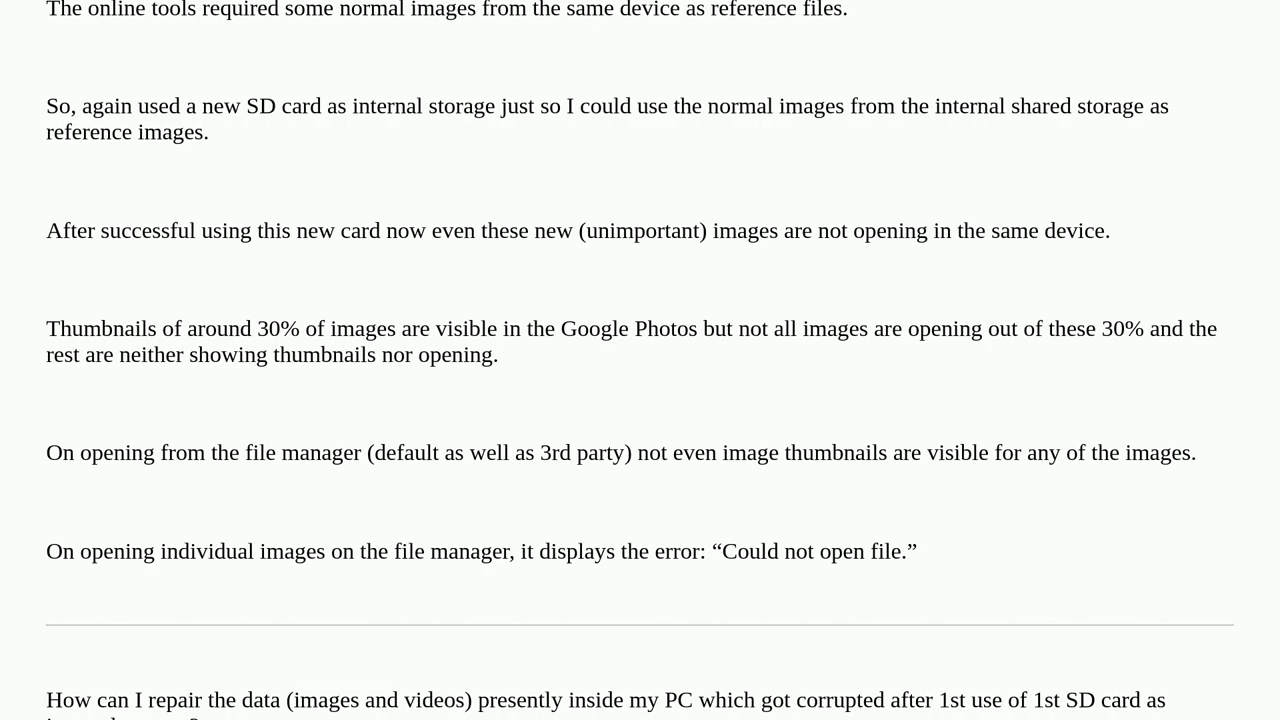 The online tools required some normal images from the same device as reference files.
So, again used a new SD card as internal storage just so I could use the normal images from the internal shared storage as
reference images.
After successful using this new card now even these new (unimportant) images are not opening in the same device.
Thumbnails of around 30% of images are visible in the Google Photos but not all images are opening out of these 30% and the
rest are neither showing thumbnails nor opening.
On opening from the file manager (default as well as 3rd party) not even image thumbnails are visible for any of the images.
On opening individual images on the file manager, it displays the error: “Could not open file.”
How can I repair the data (images and videos) presently inside my PC which got corrupted after 1st use of 1st SD card as